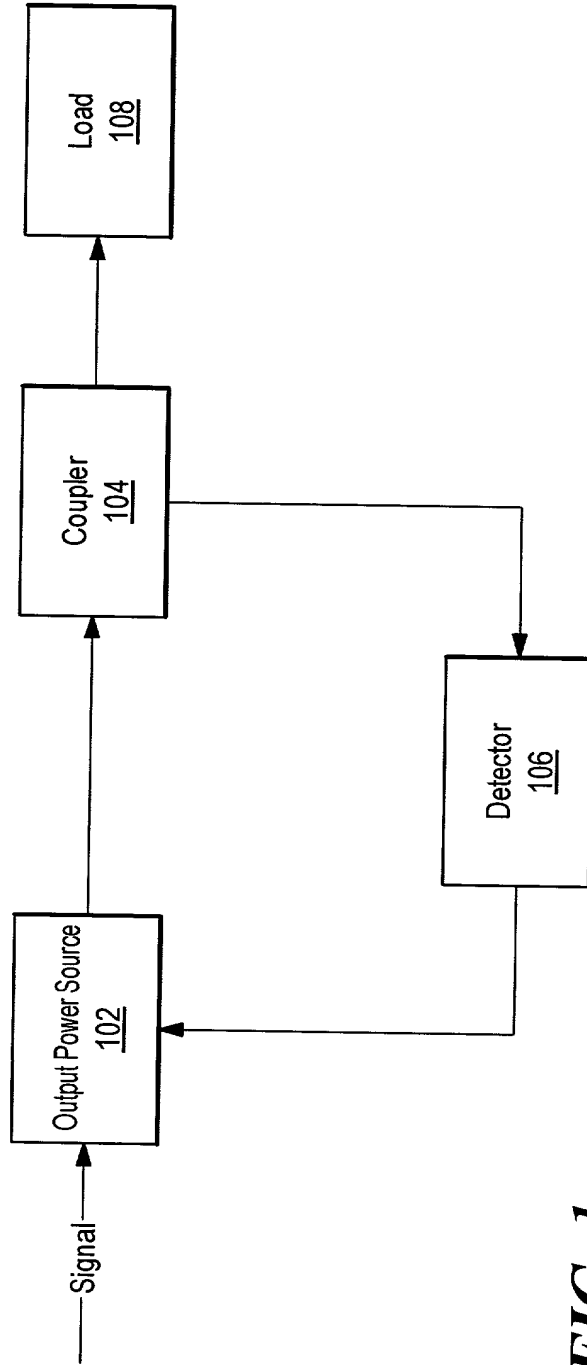 Signal
Output Power Source
102
Coupler
104
Load
108
Detector
106
FIG. 1